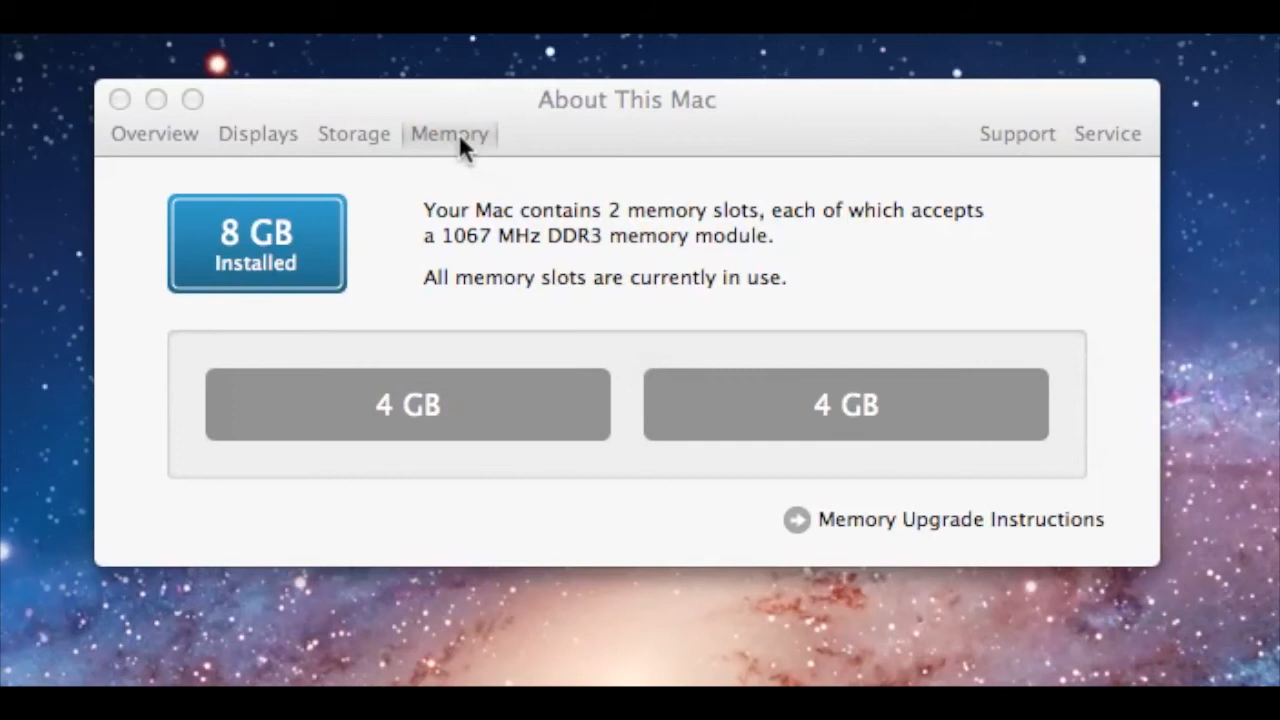 About This Mac
Overview Displays Storage Memory Support Service
8 GB
Installed
Your Mac contains 2 memory slots, each of which accepts
a 1067 MHz DDR3 memory module.
All memory slots are currently in use.
4 GB 4 GB
Memory Upgrade Instructions